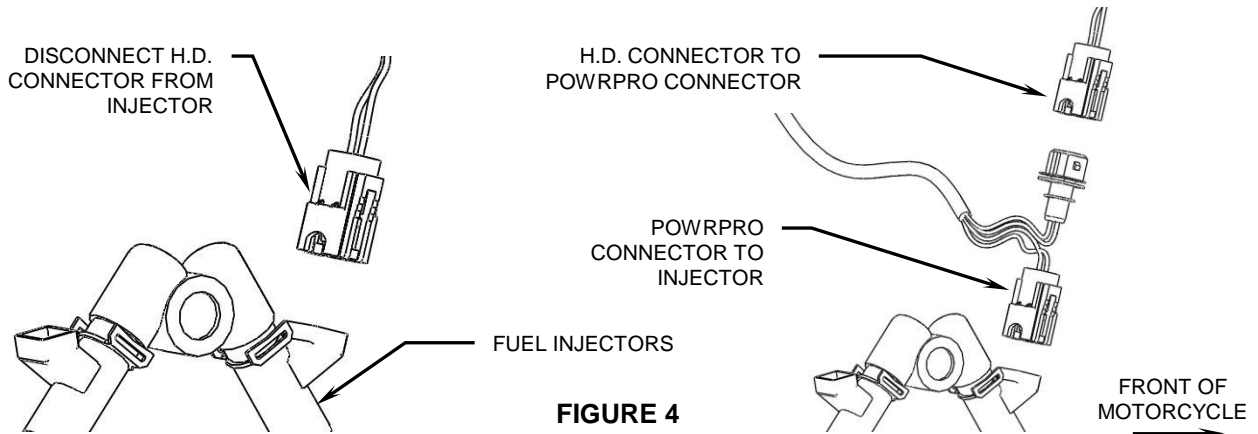 DISCONNECT H.D.
CONNECTOR FROM
INJECTOR
H.D. CONNECTOR TO
POWRPRO CONNECTOR
POWRPRO
CONNECTOR TO
INJECTOR
FUEL INJECTORS
FIGURE 4
FRONT OF
MOTORCYCLE